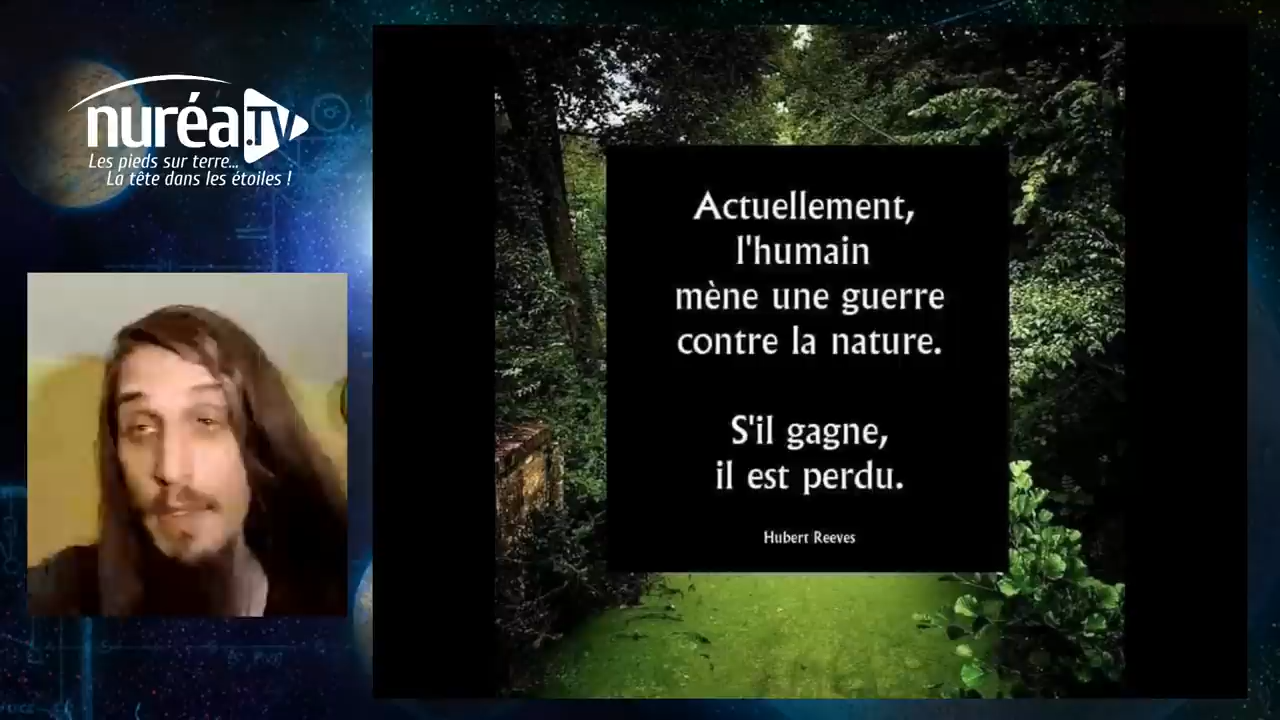 nuréa.TV
Les pieds sur terre...
La tête dans les étoiles !
Actuellement,
l'humain
mène une guerre
contre la nature.
S'il gagne,
il est perdu.
Hubert Reeves